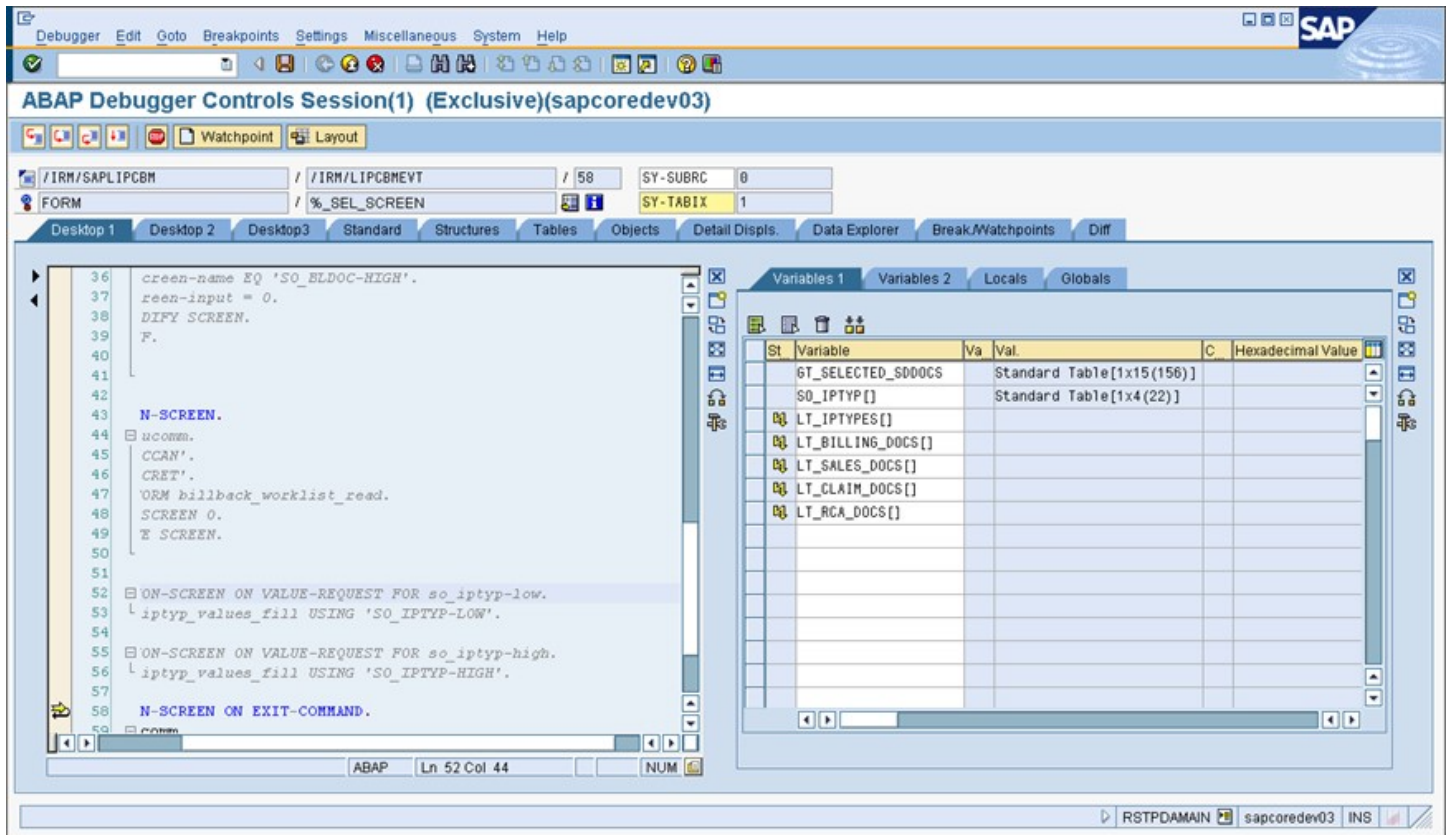 Debugger Edit Goto Breakpoints Settings Miscellaneous System Help
SAP
ABAP Debugger Controls Session(1) (Exclusive)(sapcoredev03)
Watchpoint Layout
/IRM/SAPLIPCBM / /IRM/LIPCBMEVT / 58 SY-SUBRC 0
FORM / %_SEL_SCREEN SY-TABIX 1
Desktop 1 Desktop 2 Desktop3 Standard Structures Tables Objects Detail Displs. Data Explorer Break./Watchpoints Diff
Variables 1 Variables 2 Locals Globals
36 creen-name EQ 'SO_BLDOC-HIGH'.
37 reen-input = 0.
38 DIFY SCREEN.
39 F.
40
41
42
43 N-SCREEN.
44 ucomm.
45 CCAN'.
46 CRET'.
47 ORM billback_worklist_read.
48 SCREEN 0.
49 E SCREEN.
50
51
52 ON-SCREEN ON VALUE-REQUEST FOR so_iptyp-low.
53 iptyp_values_fill USING 'SO_IPTYP-LOW'.
54
55 ON-SCREEN ON VALUE-REQUEST FOR so_iptyp-high.
56 iptyp_values_fill USING 'SO_IPTYP-HIGH'.
57
58 N-SCREEN ON EXIT-COMMAND.
59 comm
St... Variable Va... Val. C... Hexadecimal Value
GT_SELECTED_SDDOCS Standard Table[1x15(156)]
SO_IPTYP[] Standard Table[1x4(22)]
LT_IPTYPES[]
LT_BILLING_DOCS[]
LT_SALES_DOCS[]
LT_CLAIM_DOCS[]
LT_RCA_DOCS[]
ABAP Ln 52 Col 44 NUM
RSTPDAMAIN sapcoredev03 INS